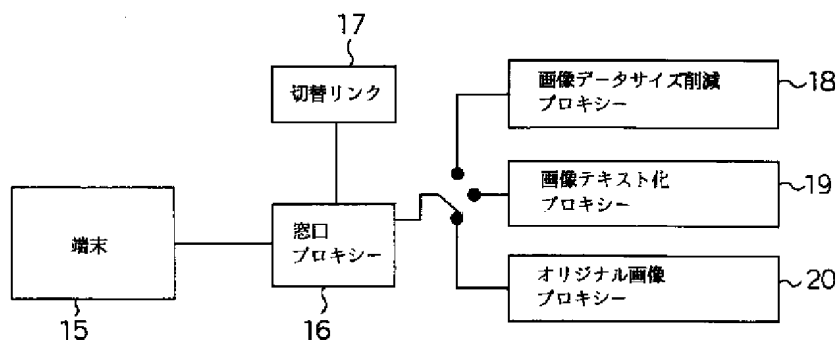 17
切替リンク
画像データサイズ削減
プロキシー
18
端末
15
窓口
プロキシー
16
画像テキスト化
プロキシー
19
オリジナル画像
プロキシー
20